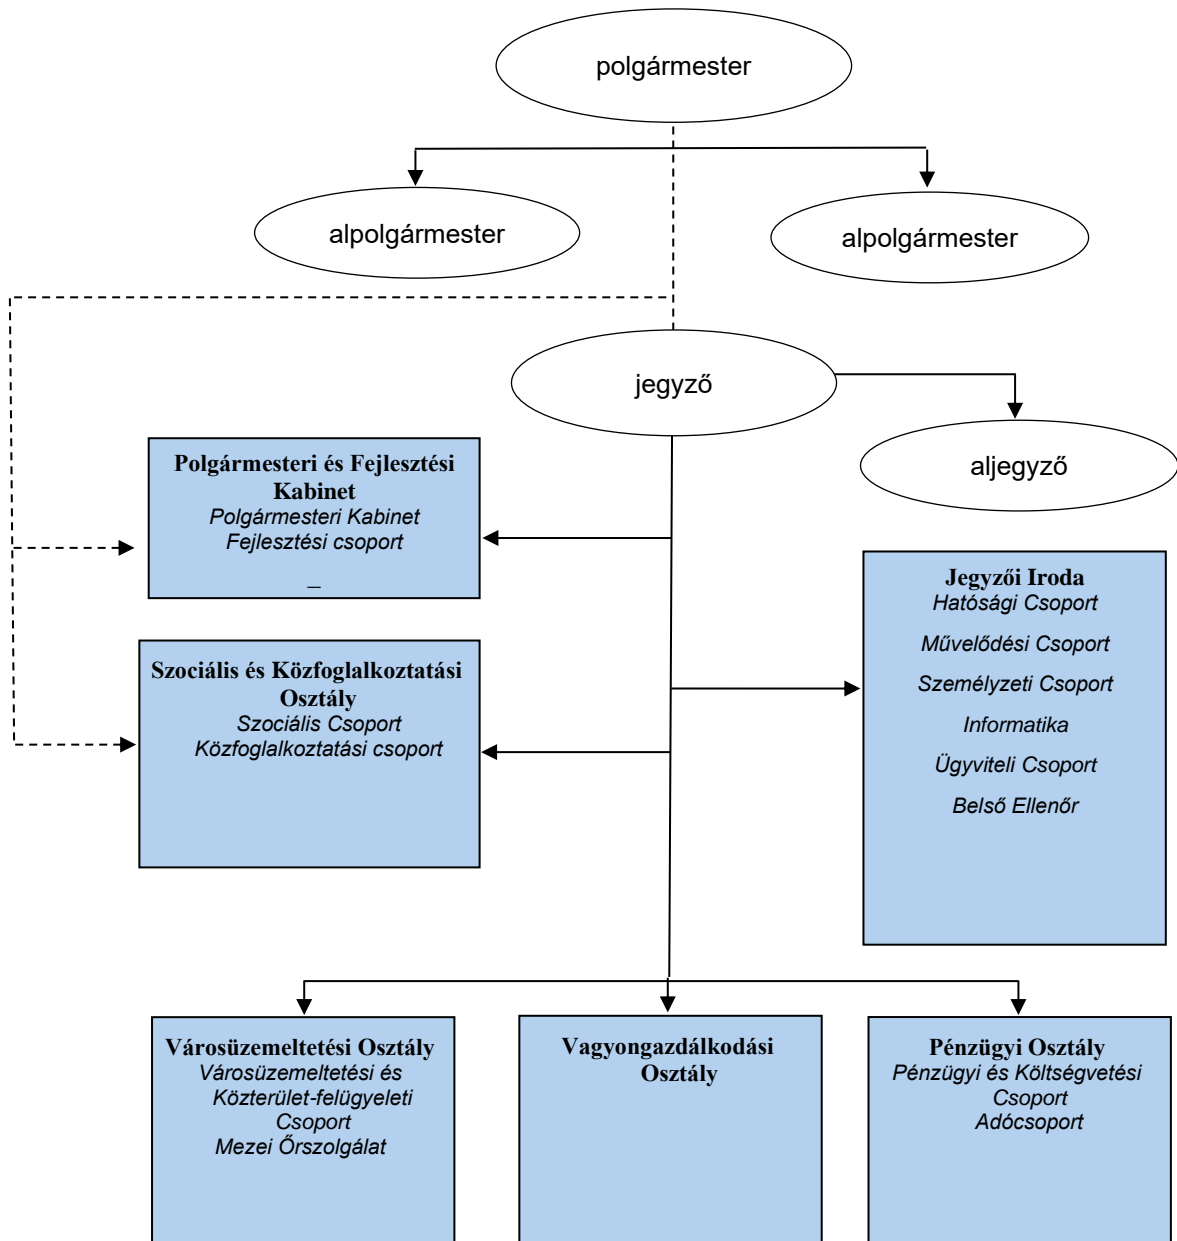 polgármester
alpolgármester
alpolgármester
jegyző
aljegyző
Polgármesteri és Fejlesztési
Kabinet
Polgármesteri Kabinet
Fejlesztési csoport
_
Jegyzői Iroda
Hatósági Csoport
Művelődési Csoport
Személyzeti Csoport
Informatika
Ügyviteli Csoport
Belső Ellenőr
Szociális és Közfoglalkoztatási
Osztály
Szociális Csoport
Közfoglalkoztatási csoport
Városüzemeltetési Osztály
Városüzemeltetési és
Közterület-felügyeleti
Csoport
Mezei Őrszolgálat
Vagyongazdálkodási
Osztály
Pénzügyi Osztály
Pénzügyi és Költségvetési
Csoport
Adócsoport